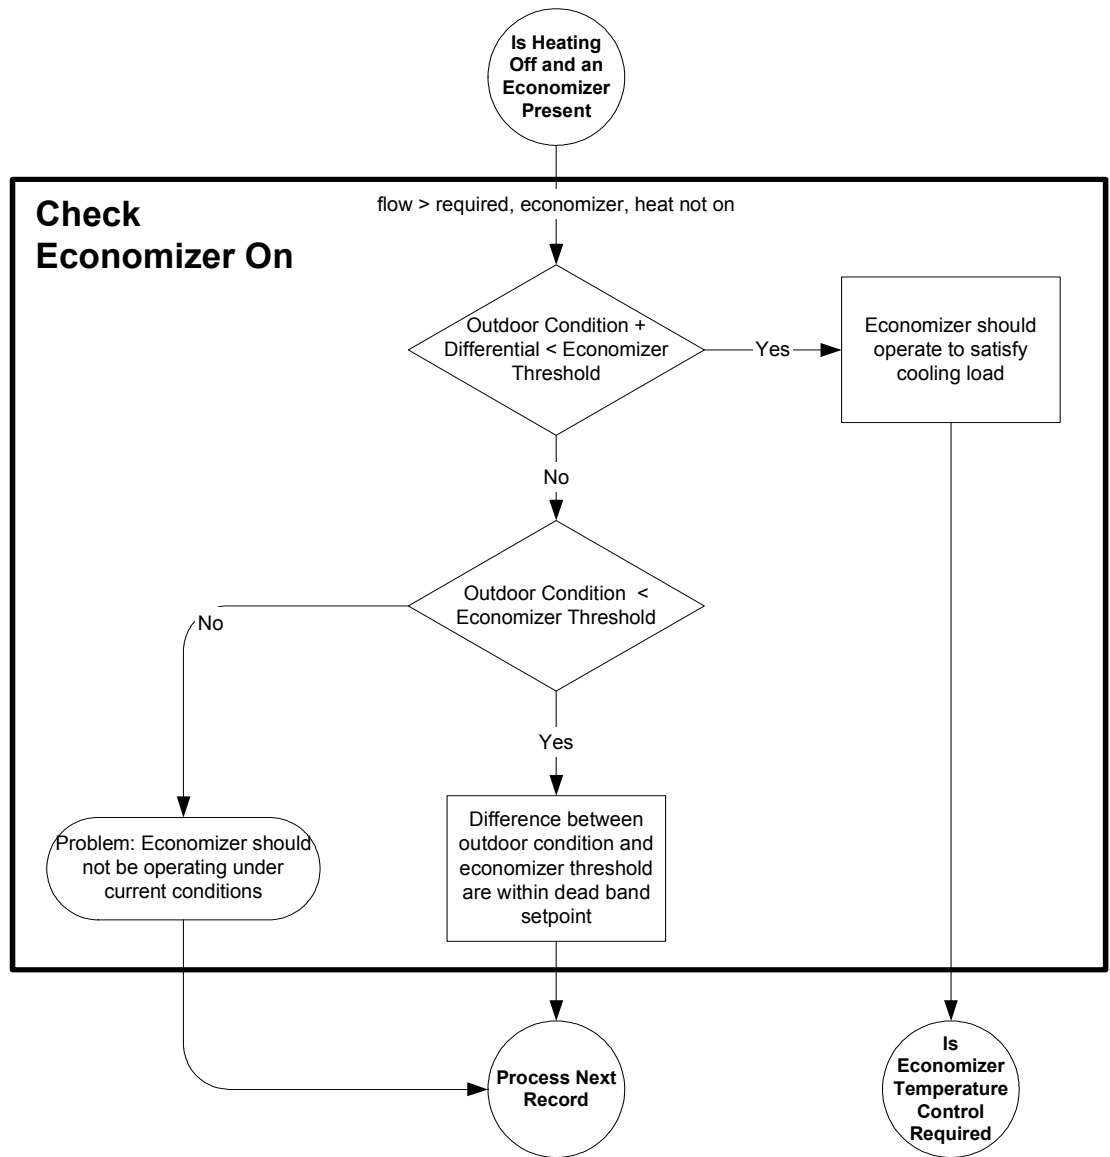 Is Heating
Off and an
Economizer
Present
Check
Economizer On
flow > required, economizer, heat not on
Outdoor Condition +
Differential < Economizer
Threshold
Yes
Economizer should
operate to satisfy
cooling load
No
Outdoor Condition  <
Economizer Threshold
No
Yes
Problem: Economizer should
not be operating under
current conditions
Difference between
outdoor condition and
economizer threshold
are within dead band
setpoint
Process Next
Record
Is
Economizer
Temperature
Control
Required